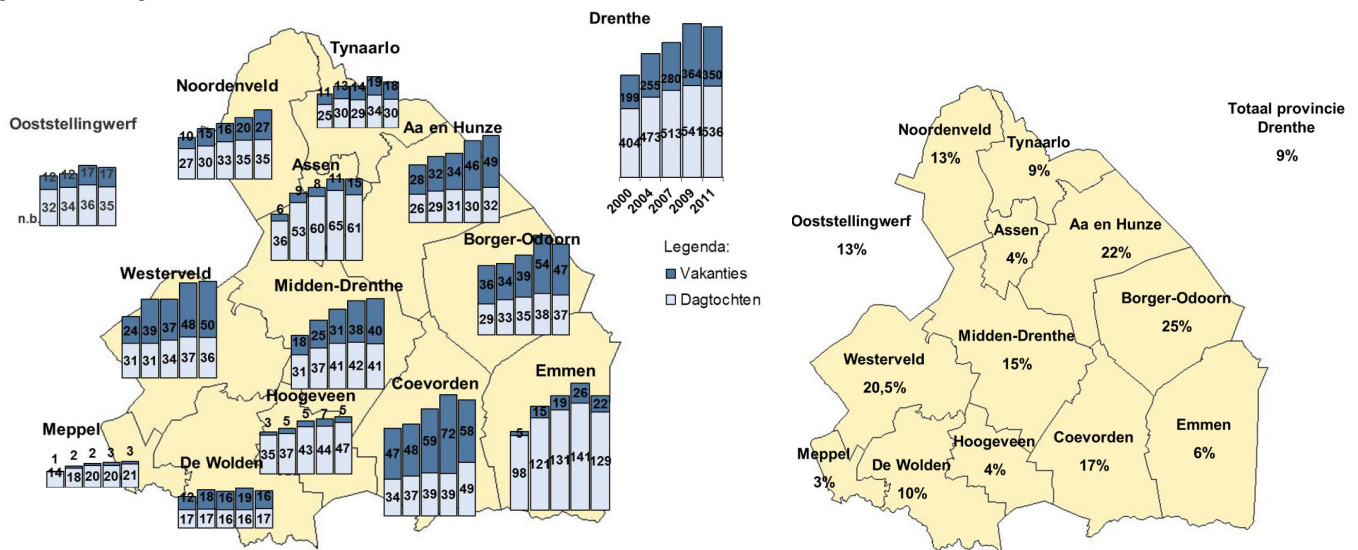 Drenthe
199 255 280 364 350
404 473 513 541 536
2000 2004 2007 2009 2011
Legenda:
Vakanties
Dagtochten
Tynaarlo
11 13 14 19 18
25 30 29 34 30
Noordenveld
10 15 16 20 27
27 30 33 35 35
Ooststellingwerf
12 12 17 17
n.b. 32 34 36 35
Aa en Hunze
28 32 34 46 49
26 29 31 30 32
Assen
6 9 8 11 15
36 53 60 65 61
Borger-Odoorn
36 34 39 54 47
29 33 35 38 37
Westerveld
24 39 37 48 50
31 31 34 37 36
Midden-Drenthe
18 25 31 38 40
31 37 41 42 41
Coevorden
47 48 59 72 58
34 37 39 39 49
Emmen
5 15 19 26 22
98 121 131 141 129
Hoogeveen
3 5 5 7 5
35 37 43 44 47
Meppel
1 2 2 3 3
14 18 20 20 21
De Wolden
12 18 16 19 16
17 17 16 16 17
Totaal provincie
Drenthe
9%
Noordenveld
13%
Tynaarlo
9%
Ooststellingwerf
13%
Assen
4%
Aa en Hunze
22%
Borger-Odoorn
25%
Midden-Drenthe
15%
Westerveld
20,5%
Emmen
6%
Coevorden
17%
Hoogeveen
4%
Meppel
3%
De Wolden
10%